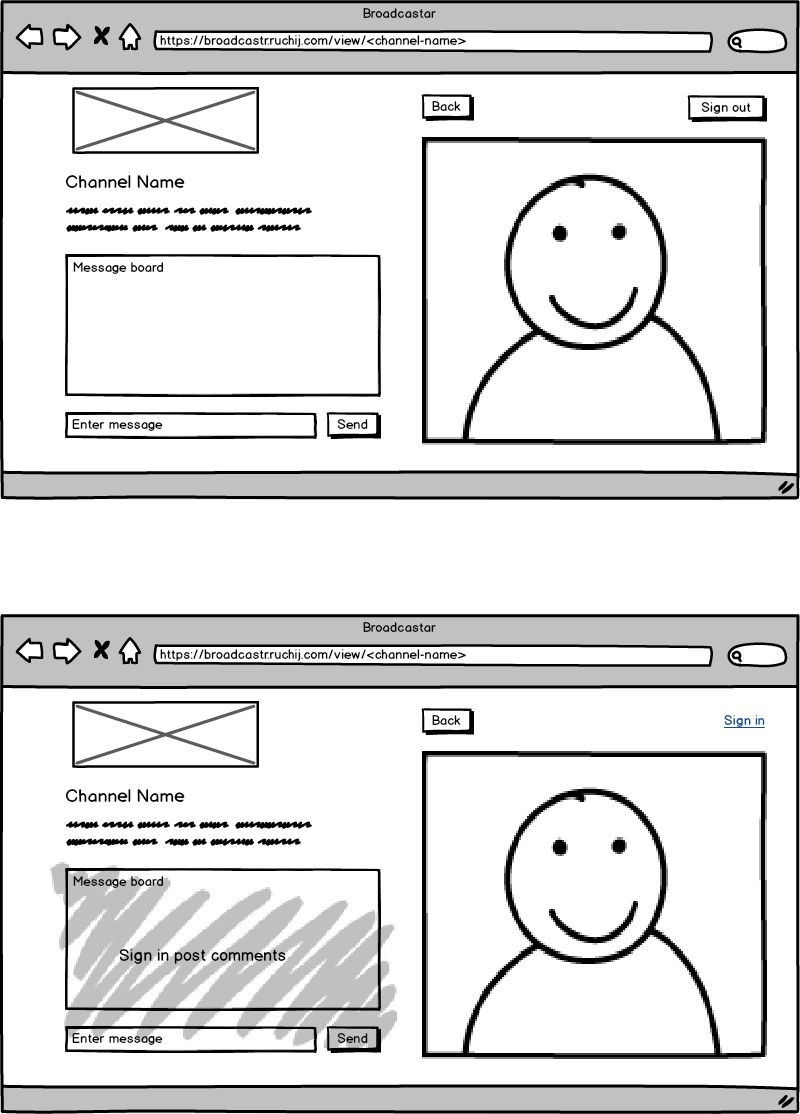 Broadcastar
https://broadcastr.ruchij.com/view/<channel-name>
Back
Sign out
Channel Name
Message board
Enter message
Send
Broadcastar
https://broadcastr.ruchij.com/view/<channel-name>
Back
Sign in
Channel Name
Message board
Sign in post comments
Enter message
Send